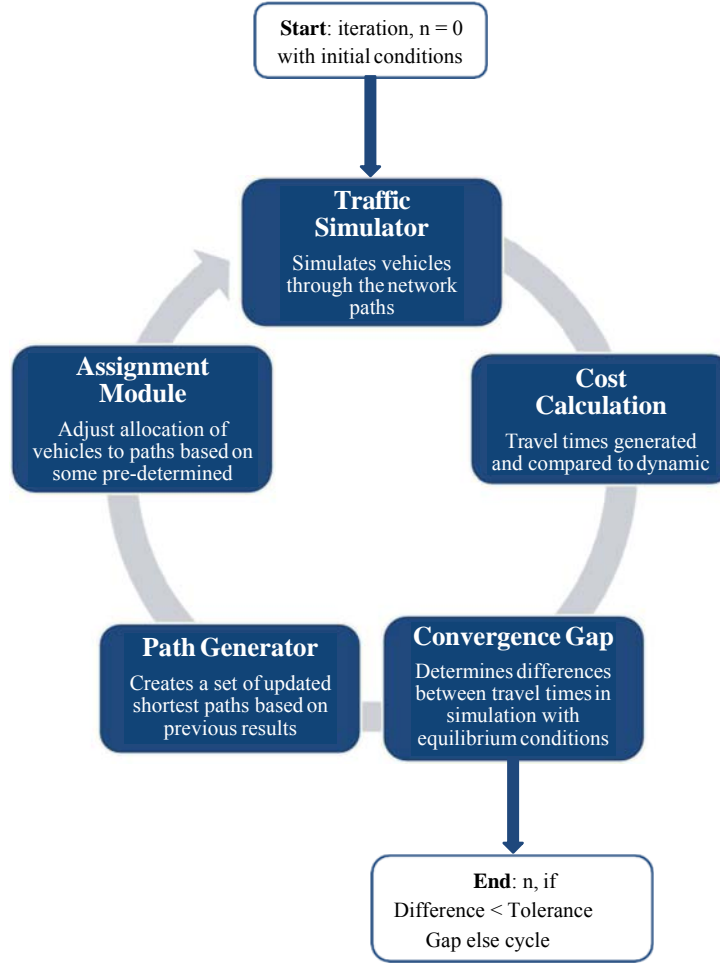 Start: iteration, n = 0
with initial conditions
Traffic
Simulator
Simulates vehicles
through the network
paths
Cost
Calculation
Travel times generated
and compared to dynamic
Convergence Gap
Determines differences
between travel times in
simulation with
equilibrium conditions
Path Generator
Creates a set of updated
shortest paths based on
previous results
Assignment
Module
Adjust allocation of
vehicles to paths based on
some pre-determined
End: n, if
Difference < Tolerance
Gap else cycle